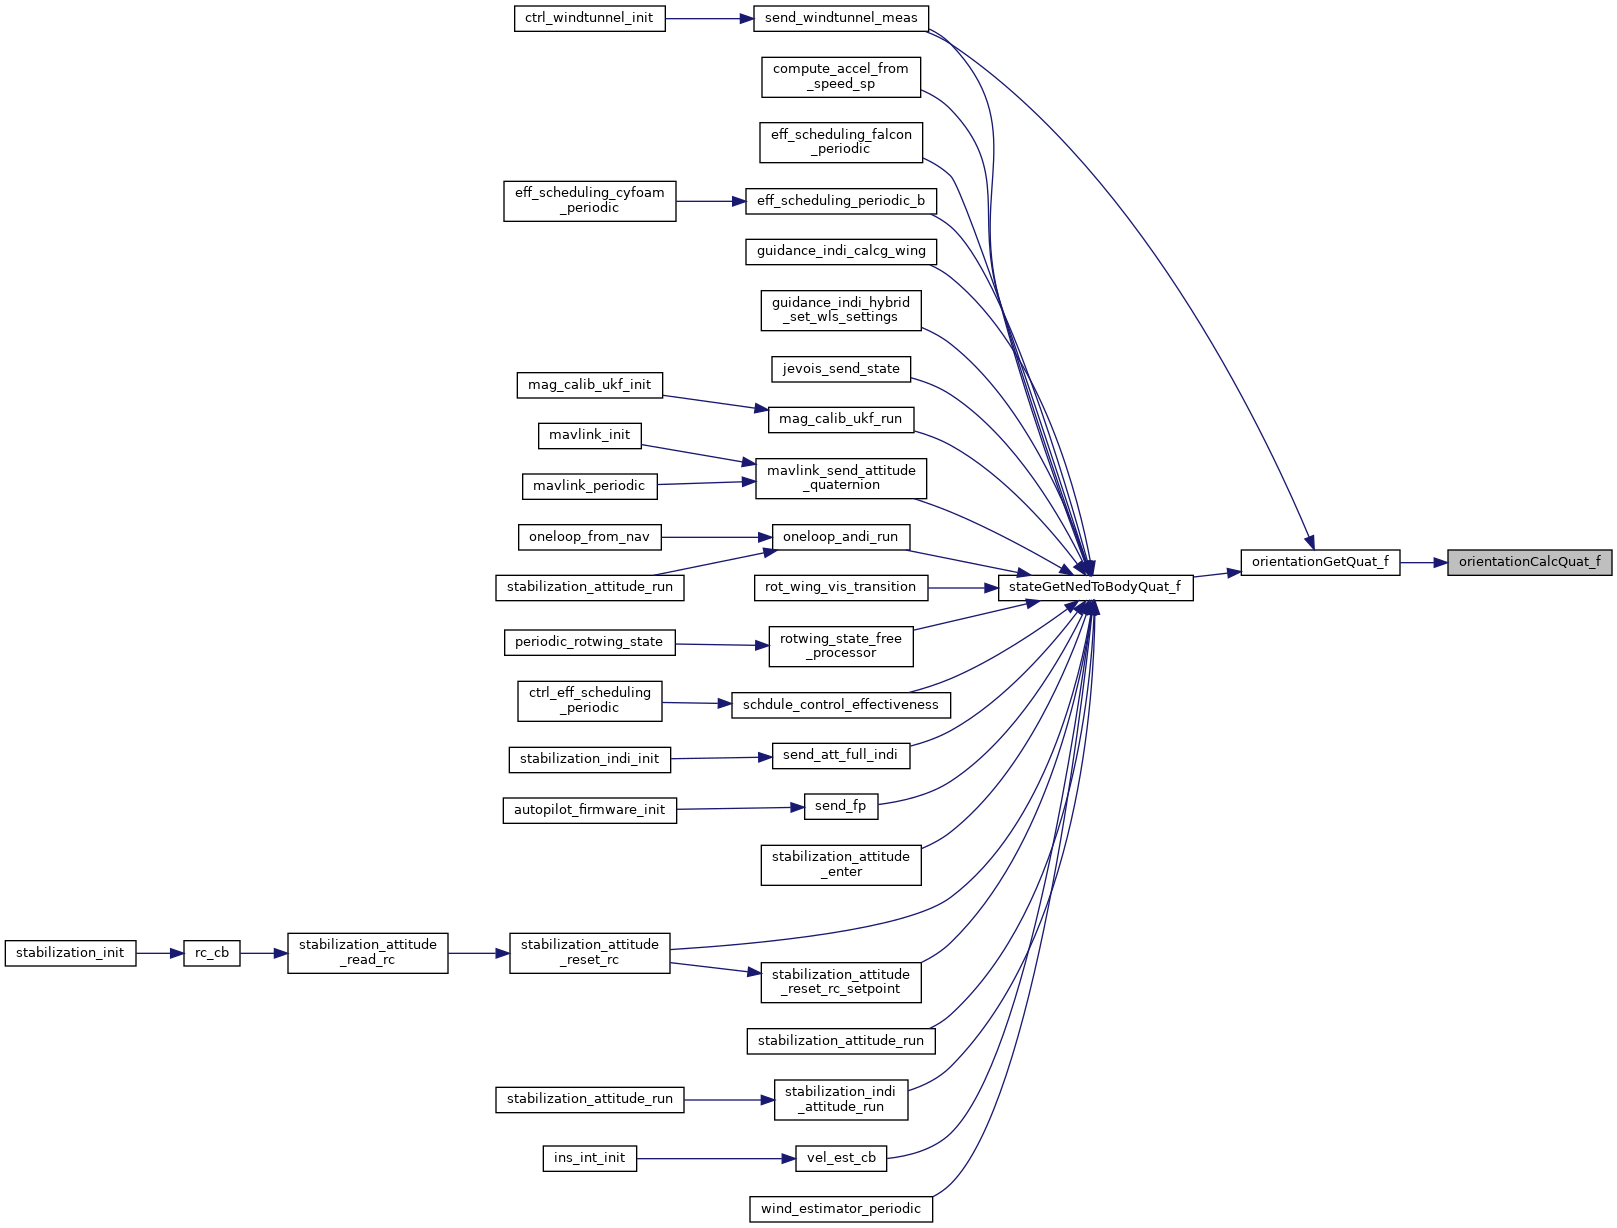 ctrl_windtunnel_init
send_windtunnel_meas
compute_accel_from
_speed_sp
eff_scheduling_falcon
_periodic
eff_scheduling_cyfoam
_periodic
eff_scheduling_periodic_b
guidance_indi_calcg_wing
guidance_indi_hybrid
_set_wls_settings
jevois_send_state
mag_calib_ukf_init
mag_calib_ukf_run
mavlink_init
mavlink_send_attitude
_quaternion
mavlink_periodic
oneloop_from_nav
oneloop_andi_run
stabilization_attitude_run
rot_wing_vis_transition
stateGetNedToBodyQuat_f
orientationGetQuat_f
orientationCalcQuat_f
periodic_rotwing_state
rotwing_state_free
_processor
ctrl_eff_scheduling
_periodic
schdule_control_effectiveness
stabilization_indi_init
send_att_full_indi
autopilot_firmware_init
send_fp
stabilization_attitude
_enter
stabilization_init
rc_cb
stabilization_attitude
_read_rc
stabilization_attitude
_reset_rc
stabilization_attitude
_reset_rc_setpoint
stabilization_attitude_run
stabilization_attitude_run
stabilization_indi
_attitude_run
ins_int_init
vel_est_cb
wind_estimator_periodic